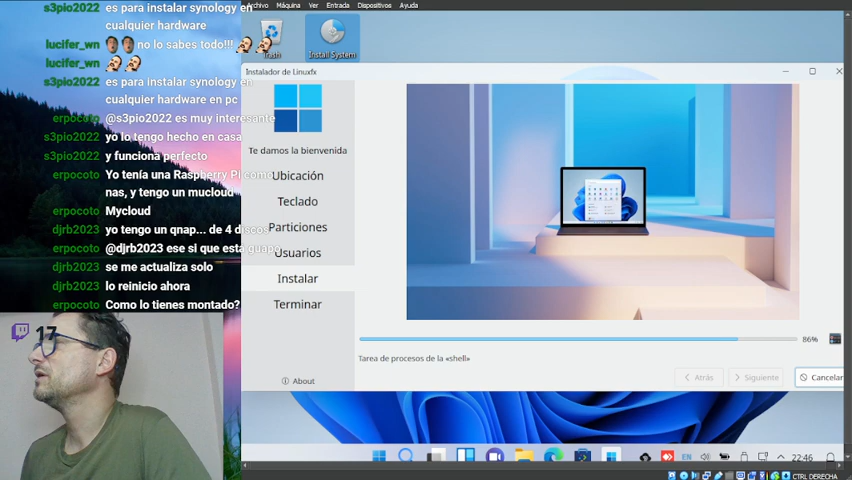 s3pio2022 es para instalar synology en
cualquier hardware
lucifer_wn no lo sabes todo!!!
lucifer_wn
s3pio2022 es para instalar synology en
cualquier hardware en pc
erpocoto @s3pio2022 es muy interesante
s3pio2022 yo lo tengo hecho en casa
s3pio2022 y funciona perfecto
erpocoto Yo tenía una Raspberry Pi como
nas, y tengo un mucloud
erpocoto Mycloud
djrb2023 yo tengo un qnap... de 4 discos
erpocoto @djrb2023 ese si que esta guapo
djrb2023 se me actualiza solo
djrb2023 lo reinicio ahora
erpocoto Como lo tienes montado?
17
Archivo Máquina Ver Entrada Dispositivos Ayuda
Trash
Install System
Instalador de Linuxfx
Te damos la bienvenida
Ubicación
Teclado
Particiones
Usuarios
Instalar
Terminar
About
86%
Tarea de procesos de la «shell»
Atrás
Siguiente
Cancelar
EN
22:46
CTRL DERECHA